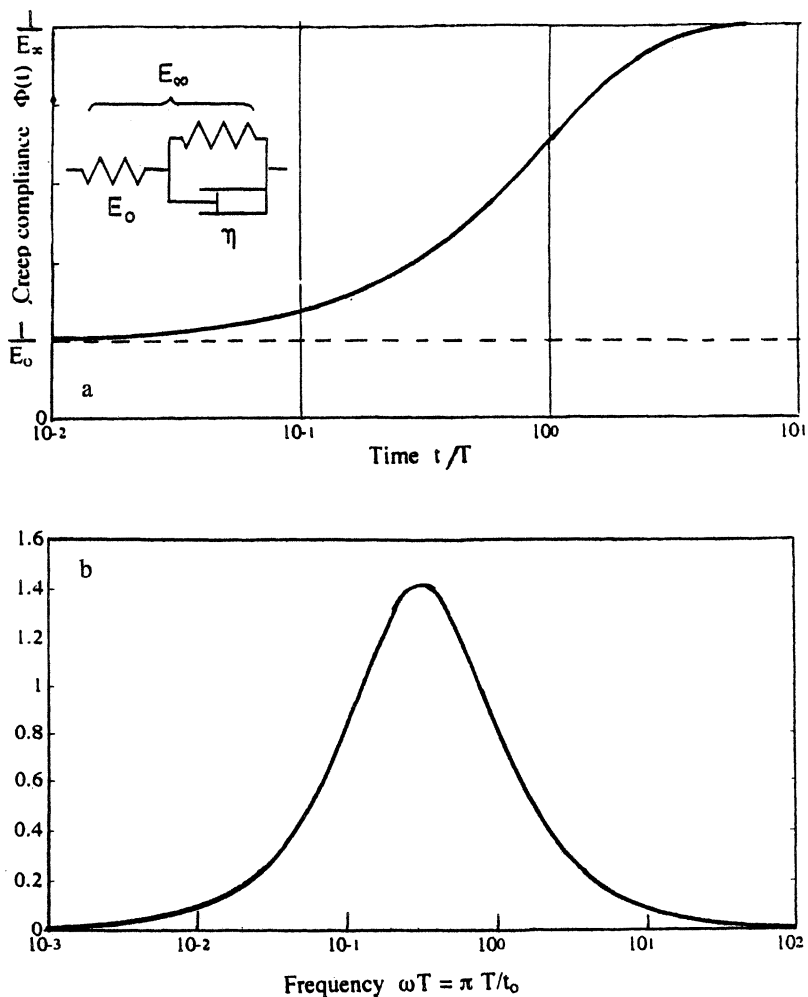 1
E∞
Creep compliance Φ(t)
E∞
E₀
η
1
E₀
a
0
10-2
10-1
10⁰
10¹
Time t/T
1.6
b
1.4
1.2
1
0.8
0.6
0.4
0.2
0
10-3
10-2
10-1
10⁰
10¹
10²
Frequency ωT = π T/t₀